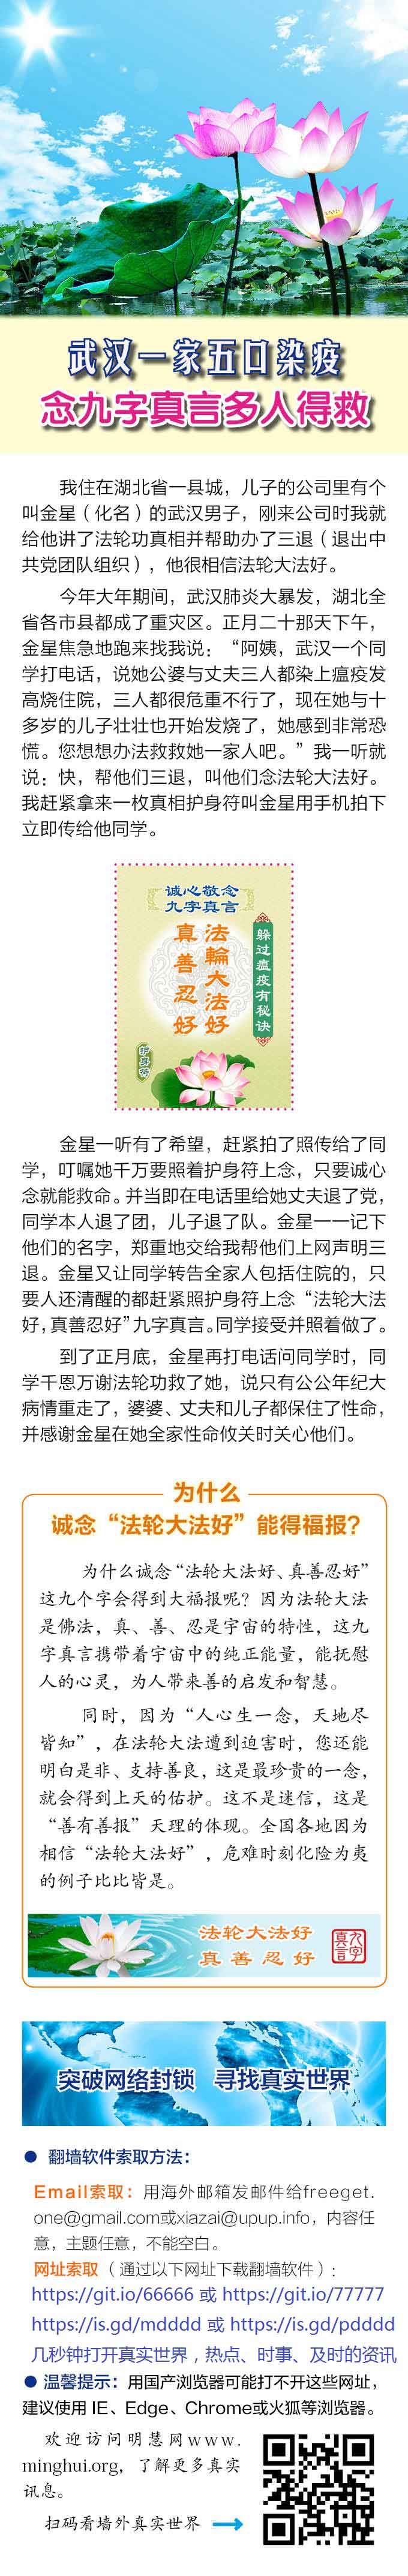 武汉一家五口染疫
念九字真言多人得救
我住在湖北省一县城，儿子的公司里有个
叫金星（化名）的武汉男子，刚来公司时我就
给他讲了法轮功真相并帮助办了三退（退出中
共党团队组织），他很相信法轮大法好。
今年大年期间，武汉肺炎大暴发，湖北全
省各市县都成了重灾区。正月二十那天下午，
金星焦急地跑来找我说：“阿姨，武汉一个同
学打电话，说她公婆与丈夫三人都染上瘟疫发
高烧住院，三人都很危重不行了，现在她与十
多岁的儿子壮壮也开始发烧了，她感到非常恐
慌。您想想办法救救她一家人吧。”我一听就
说：快，帮他们三退，叫他们念法轮大法好。
我赶紧拿来一枚真相护身符叫金星用手机拍下
立即传给他同学。
诚心敬念
九字真言
法輪大法好
真善忍好
躲过瘟疫有秘诀
护身符
金星一听有了希望，赶紧拍了照传给了同
学，叮嘱她千万要照着护身符上念，只要诚心
念就能救命。并当即在电话里给她丈夫退了党，
同学本人退了团，儿子退了队。金星一一记下
他们的名字，郑重地交给我帮他们上网声明三
退。金星又让同学转告全家人包括住院的，只
要人还清醒的都赶紧照护身符上念“法轮大法
好，真善忍好”九字真言。同学接受并照着做了。
到了正月底，金星再打电话问同学时，同
学千恩万谢法轮功救了她，说只有公公年纪大
病情重走了，婆婆、丈夫和儿子都保住了性命，
并感谢金星在她全家性命攸关时关心他们。
为什么
诚念“法轮大法好”能得福报？
为什么诚念“法轮大法好、真善忍好”
这九个字会得到大福报呢？因为法轮大法
是佛法，真、善、忍是宇宙的特性，这九
字真言携带着宇宙中的纯正能量，能抚慰
人的心灵，为人带来善的启发和智慧。
同时，因为“人心生一念，天地尽
皆知”，在法轮大法遭到迫害时，您还能
明白是非、支持善良，这是最珍贵的一念，
就会得到上天的佑护。这不是迷信，这是
“善有善报”天理的体现。全国各地因为
相信“法轮大法好”，危难时刻化险为夷
的例子比比皆是。
法轮大法好
真善忍好
九字真言
突破网络封锁 寻找真实世界
● 翻墙软件索取方法：
Email索取：用海外邮箱发邮件给freeget.
one@gmail.com或xiazai@upup.info，内容任
意，主题任意，不能空白。
网址索取（通过以下网址下载翻墙软件）：
https://git.io/66666 或 https://git.io/77777
https://is.gd/mdddd 或 https://is.gd/pdddd
几秒钟打开真实世界，热点、时事、及时的资讯
● 温馨提示：用国产浏览器可能打不开这些网址，
建议使用 IE、Edge、Chrome或火狐等浏览器。
欢迎访问明慧网www.
minghui.org，了解更多真实
讯息。
扫码看墙外真实世界